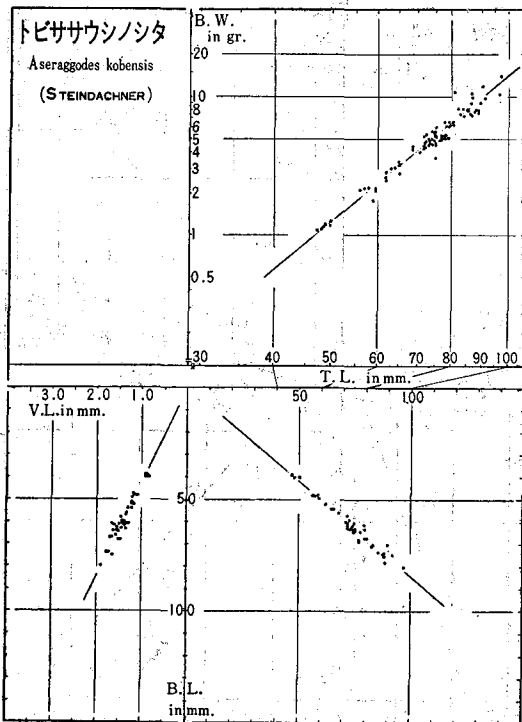 トビササウシノシタ
Aseraggodes kobensis
(STEINDACHNER)
B.W.
in gr.
20
10
8
6
5
4
3
2
1
0.5
30 40 50 60 80 90 100
T.L. in mm.
3.0 2.0 1.0
V.L. in mm.
50 100
50
100
B.L.
in mm.